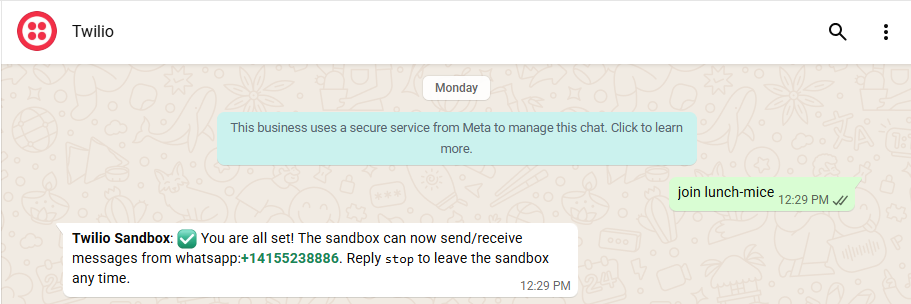 Twilio
Monday
This business uses a secure service from Meta to manage this chat. Click to learn
more.
join lunch-mice 12:29 PM
Twilio Sandbox: ✅ You are all set! The sandbox can now send/receive
messages from whatsapp:+14155238886. Reply stop to leave the sandbox
any time.
12:29 PM